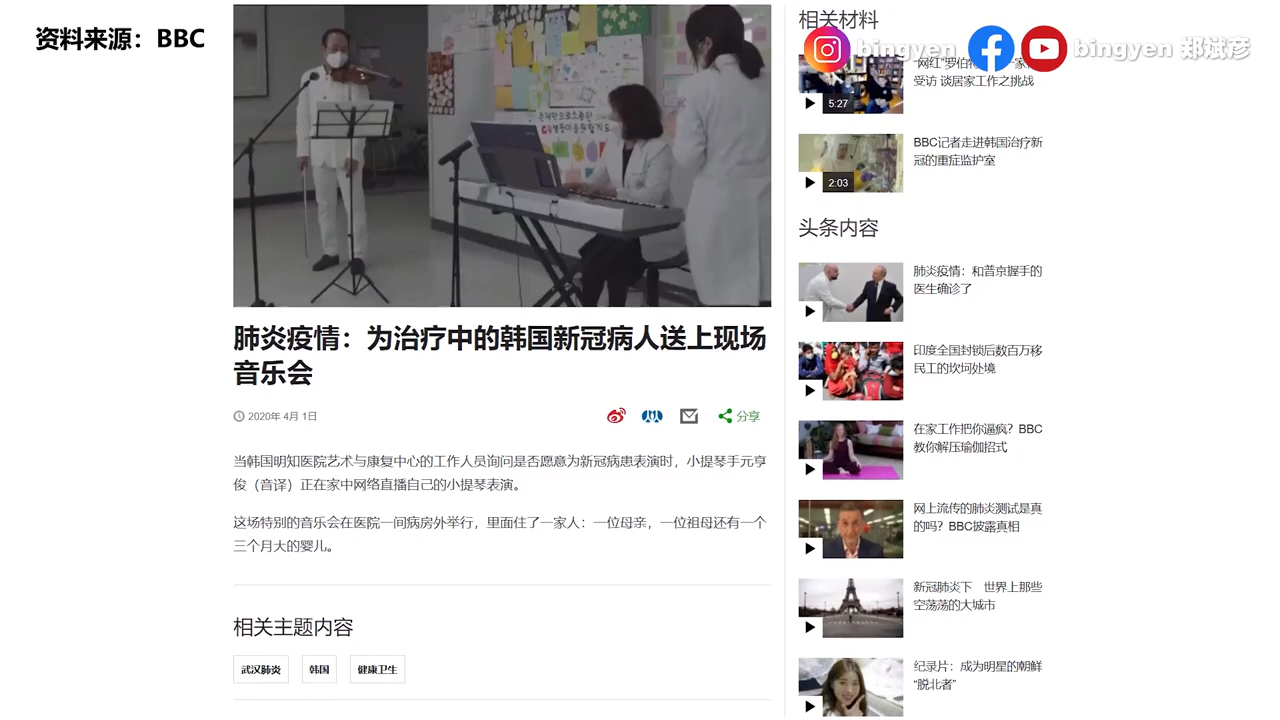 资料来源：BBC
肺炎疫情：为治疗中的韩国新冠病人送上现场
音乐会
2020年 4月 1日
分享
当韩国明知医院艺术与康复中心的工作人员询问是否愿意为新冠病患表演时，小提琴手元亨
俊（音译）正在家中网络直播自己的小提琴表演。
这场特别的音乐会在医院一间病房外举行，里面住了一家人：一位母亲，一位祖母还有一个
三个月大的婴儿。
相关主题内容
武汉肺炎
韩国
健康卫生
相关材料
bingyen
bingyen 郑斌彦
受访 谈居家工作之挑战
5:27
BBC记者走进韩国治疗新
冠的重症监护室
2:03
头条内容
肺炎疫情：和普京握手的
医生确诊了
印度全国封锁后数百万移
民工的坎坷处境
在家工作把你逼疯？BBC
教你解压瑜伽招式
网上流传的肺炎测试是真
的吗？BBC披露真相
新冠肺炎下 世界上那些
空荡荡的大城市
纪录片：成为明星的朝鲜
“脱北者”